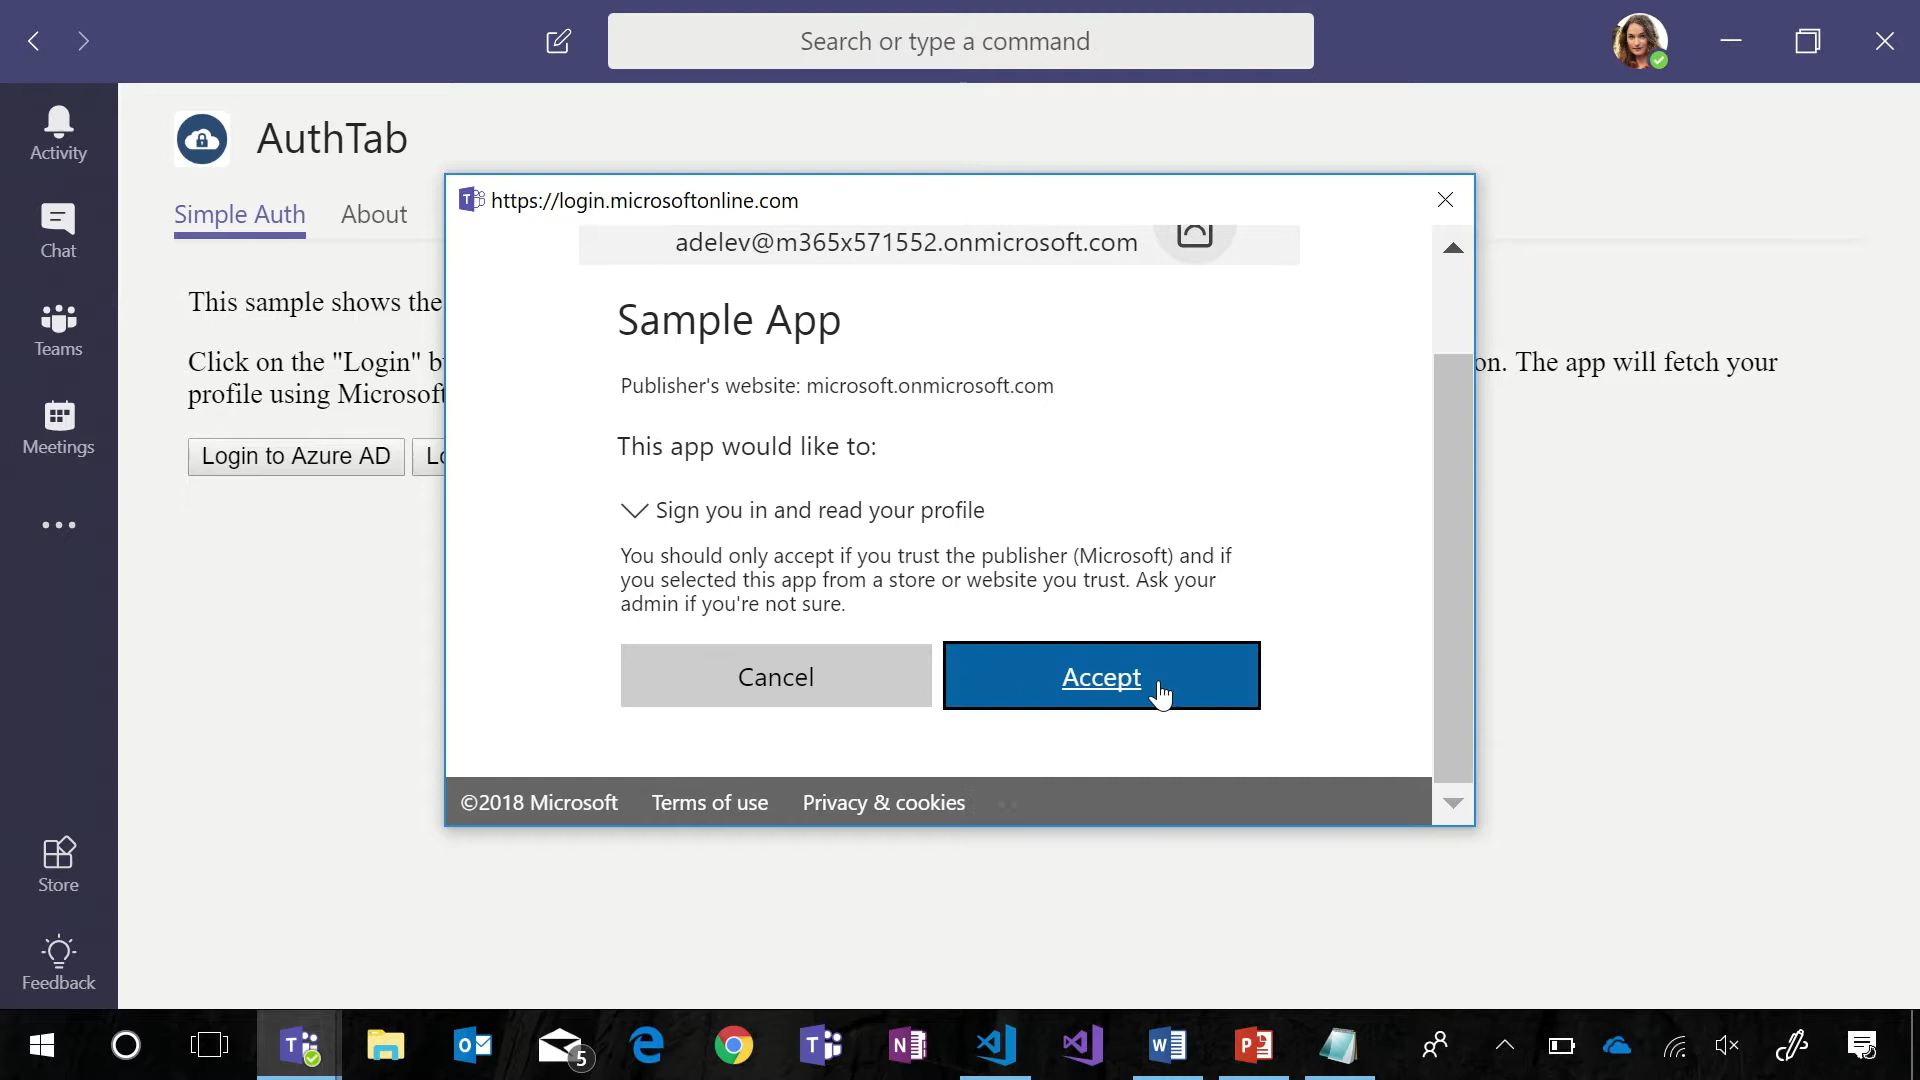 Search or type a command
Activity
Chat
Teams
Meetings
Store
Feedback
AuthTab
Simple Auth
About
This sample shows the
Click on the "Login" b
on. The app will fetch your
profile using Microsoft
Login to Azure AD
Lo
https://login.microsoftonline.com
adelev@m365x571552.onmicrosoft.com
Sample App
Publisher's website: microsoft.onmicrosoft.com
This app would like to:
Sign you in and read your profile
You should only accept if you trust the publisher (Microsoft) and if
you selected this app from a store or website you trust. Ask your
admin if you're not sure.
Cancel
Accept
©2018 Microsoft
Terms of use
Privacy & cookies
5